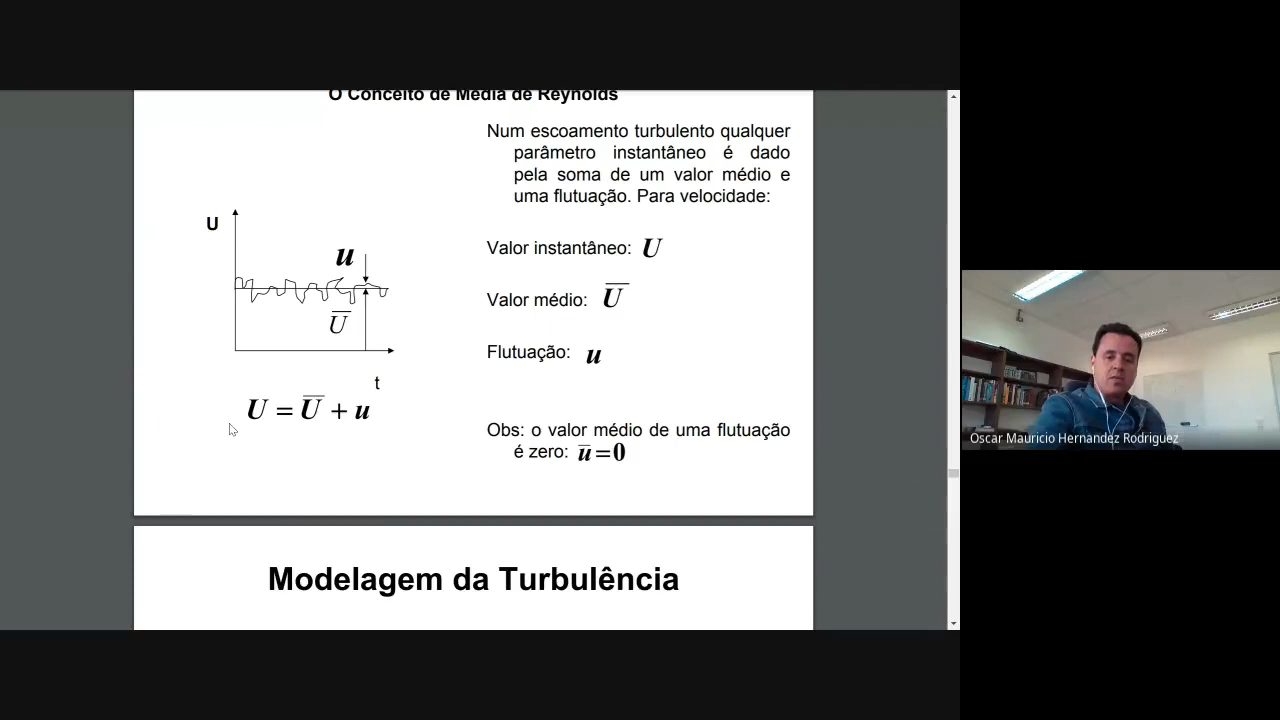 O Conceito de Média de Reynolds
Num escoamento turbulento qualquer
parâmetro instantâneo é dado
pela soma de um valor médio e
uma flutuação. Para velocidade:
U
u
U̅
t
U = U̅ + u
Valor instantâneo: U
Valor médio: U̅
Flutuação: u
Obs: o valor médio de uma flutuação
é zero: u̅=0
Modelagem da Turbulência
Oscar Mauricio Hernandez Rodriguez